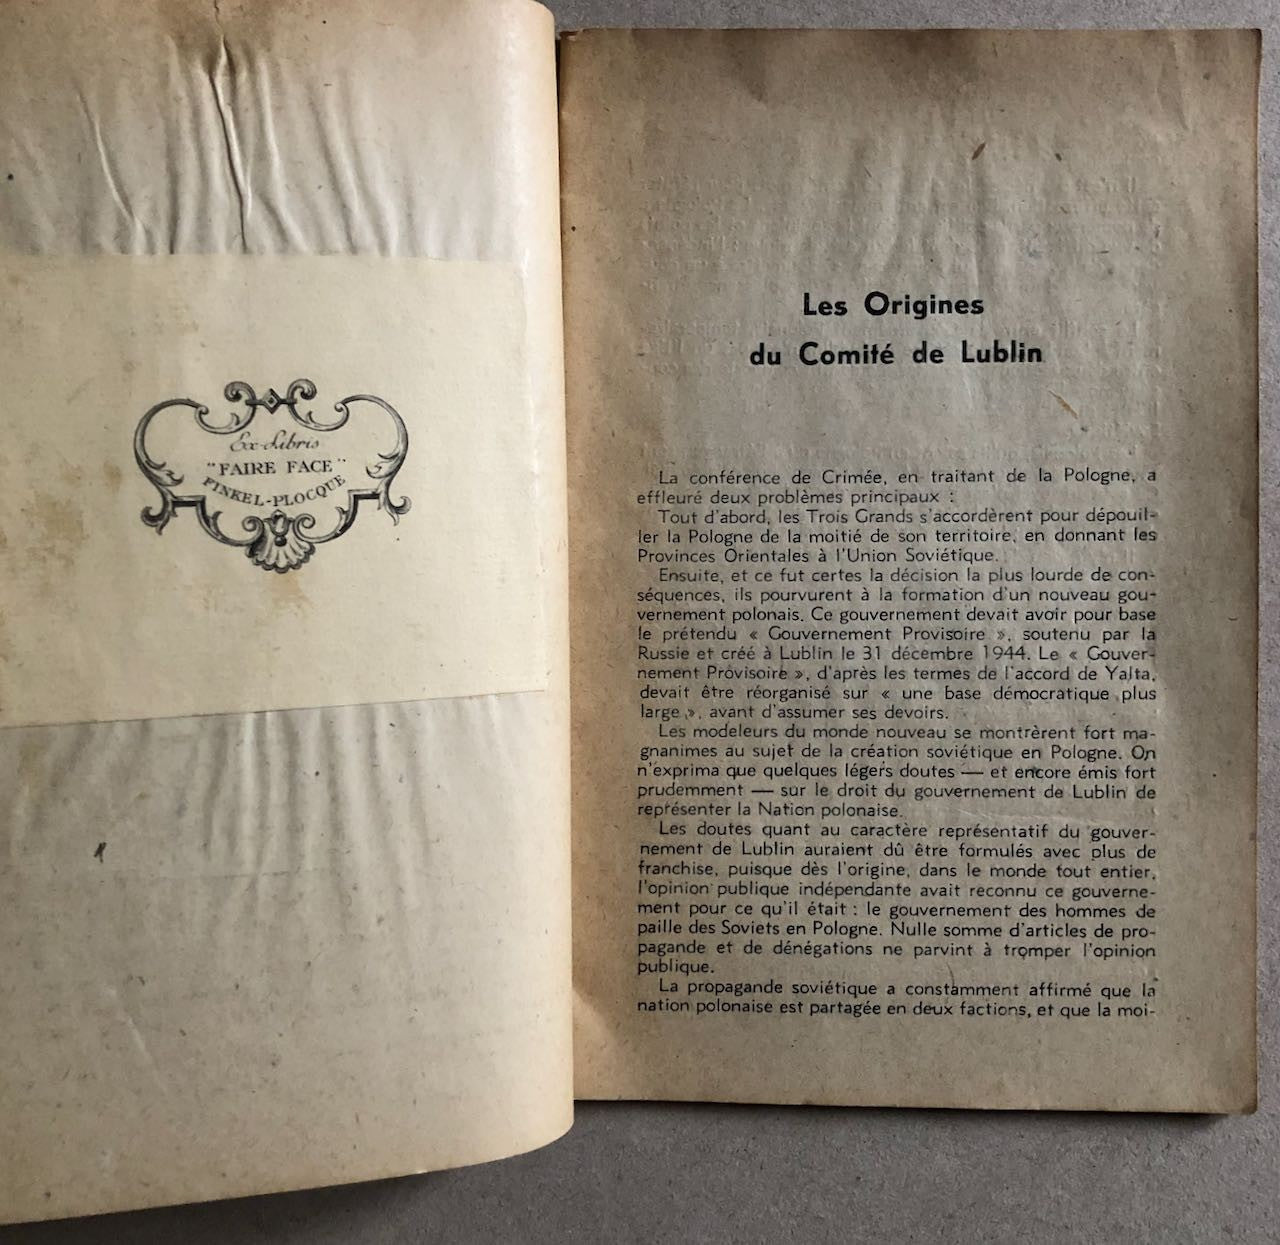 Ex-Libris
"FAIRE FACE"
PINKEL-PLOCQUE
Les Origines
du Comité de Lublin
La conférence de Crimée, en traitant de la Pologne, a
effleuré deux problèmes principaux :
Tout d'abord, les Trois Grands s'accordèrent pour dépouil-
ler la Pologne de la moitié de son territoire, en donnant les
Provinces Orientales à l'Union Soviétique.
Ensuite, et ce fut certes la décision la plus lourde de con-
séquences, ils pourvurent à la formation d'un nouveau gou-
vernement polonais. Ce gouvernement devait avoir pour base
le prétendu « Gouvernement Provisoire », soutenu par la
Russie et créé à Lublin le 31 décembre 1944. Le « Gouver-
nement Provisoire », d'après les termes de l'accord de Yalta,
devait être réorganisé sur « une base démocratique plus
large », avant d'assumer ses devoirs.
Les modeleurs du monde nouveau se montrèrent fort ma-
gnanimes au sujet de la création soviétique en Pologne. On
n'exprima que quelques légers doutes — et encore émis fort
prudemment — sur le droit du gouvernement de Lublin de
représenter la Nation polonaise.
Les doutes quant au caractère représentatif du gouver-
nement de Lublin auraient dû être formulés avec plus de
franchise, puisque dès l'origine, dans le monde tout entier,
l'opinion publique indépendante avait reconnu ce gouverne-
ment pour ce qu'il était : le gouvernement des hommes de
paille des Soviets en Pologne. Nulle somme d'articles de pro-
pagande et de dénégations ne parvint à tromper l'opinion
publique.
La propagande soviétique a constamment affirmé que la
nation polonaise est partagée en deux factions, et que la moi-